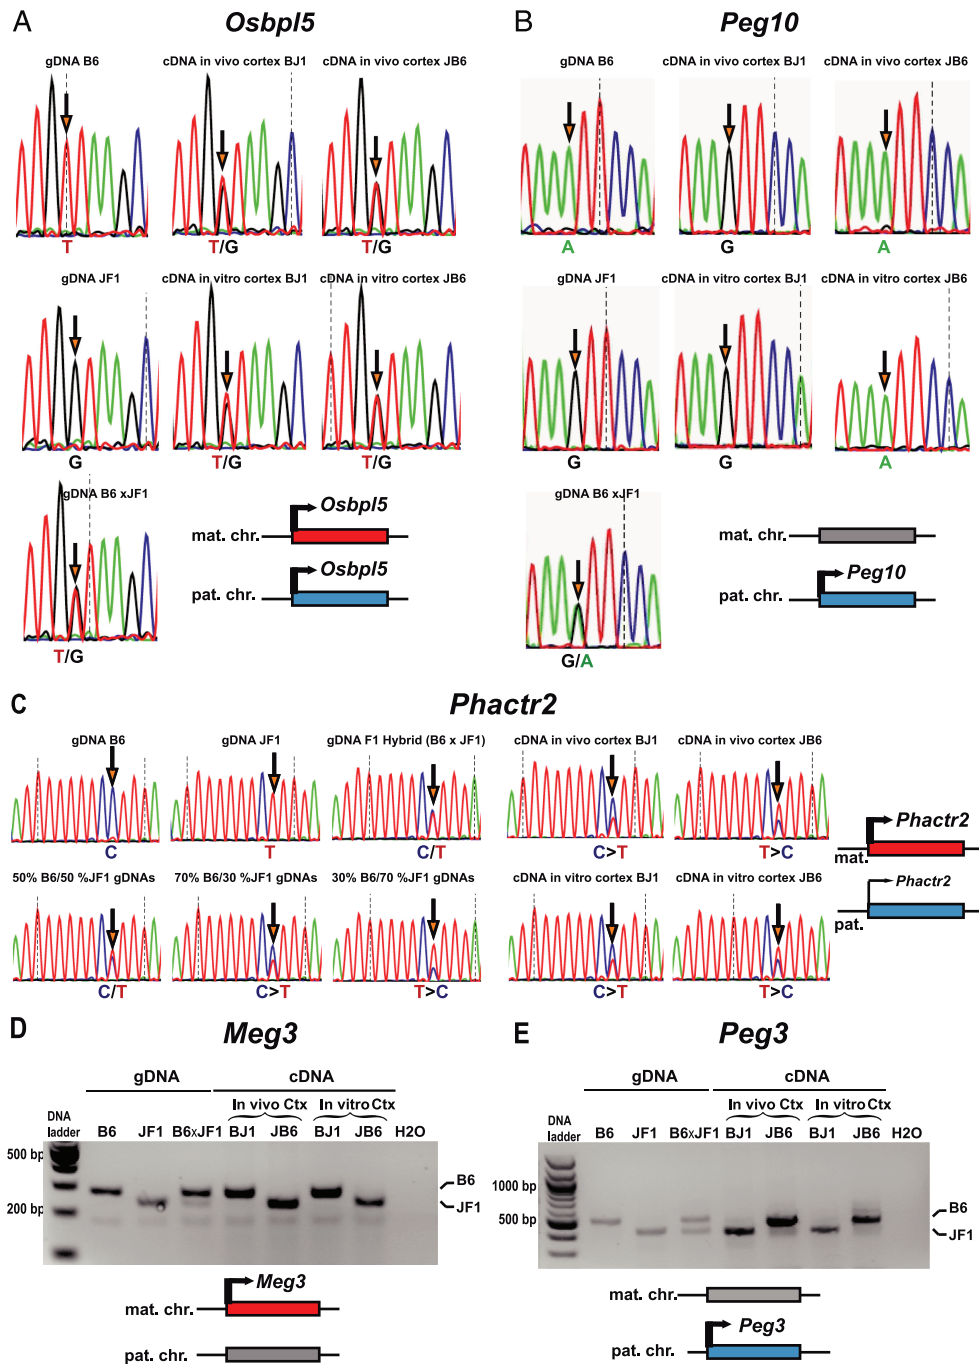 A
Osbpl5
gDNA B6
cDNA in vivo cortex BJ1
cDNA in vivo cortex JB6
T
T/G
T/G
gDNA JF1
cDNA in vitro cortex BJ1
cDNA in vitro cortex JB6
G
T/G
T/G
gDNA B6 xJF1
T/G
Osbpl5
mat. chr.
Osbpl5
pat. chr.
B
Peg10
gDNA B6
cDNA in vivo cortex BJ1
cDNA in vivo cortex JB6
A
G
A
gDNA JF1
cDNA in vitro cortex BJ1
cDNA in vitro cortex JB6
G
G
A
gDNA B6 xJF1
G/A
mat. chr.
Peg10
pat. chr.
C
Phactr2
gDNA B6
gDNA JF1
gDNA F1 Hybrid (B6 x JF1)
cDNA in vivo cortex BJ1
cDNA in vivo cortex JB6
C
T
C/T
C>T
T>C
50% B6/50 %JF1 gDNAs
70% B6/30 %JF1 gDNAs
30% B6/70 %JF1 gDNAs
cDNA in vitro cortex BJ1
cDNA in vitro cortex JB6
C/T
C>T
T>C
C>T
T>C
Phactr2
mat.
Phactr2
pat.
D
Meg3
gDNA
cDNA
In vivo Ctx
In vitro Ctx
DNA
ladder
B6
JF1
B6xJF1
BJ1
JB6
BJ1
JB6
H2O
500 bp
200 bp
B6
JF1
Meg3
mat. chr.
pat. chr.
E
Peg3
gDNA
cDNA
In vivo Ctx
In vitro Ctx
DNA
ladder
B6
JF1
B6xJF1
BJ1
JB6
BJ1
JB6
H2O
1000 bp
500 bp
B6
JF1
mat. chr.
Peg3
pat. chr.